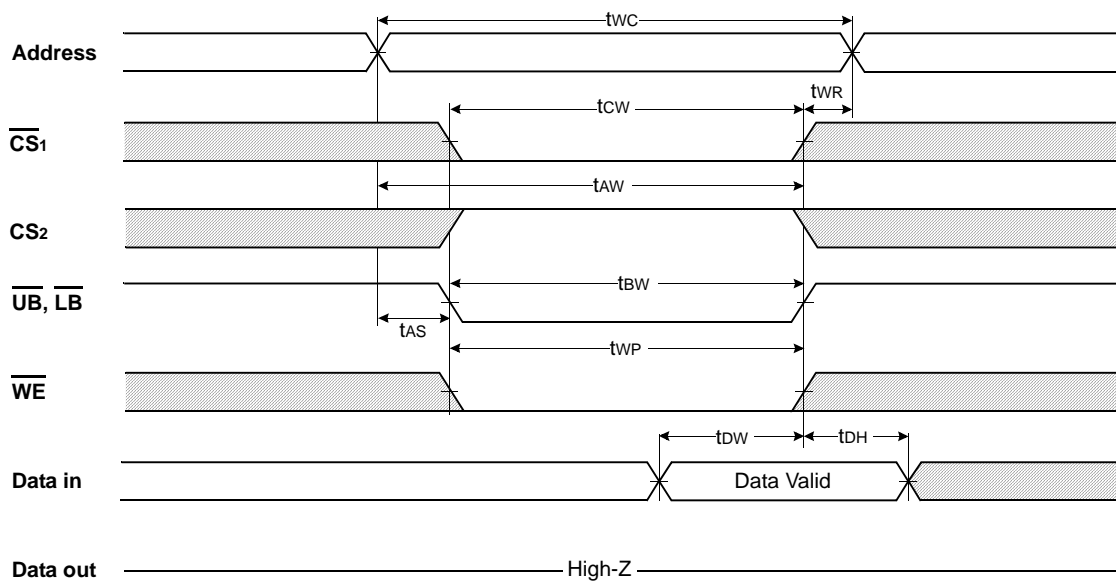 tWC
Address
tCW
tWR
CS1
tAW
CS2
UB, LB
tBW
tAS
tWP
WE
tDW
tDH
Data in
Data Valid
Data out
High-Z